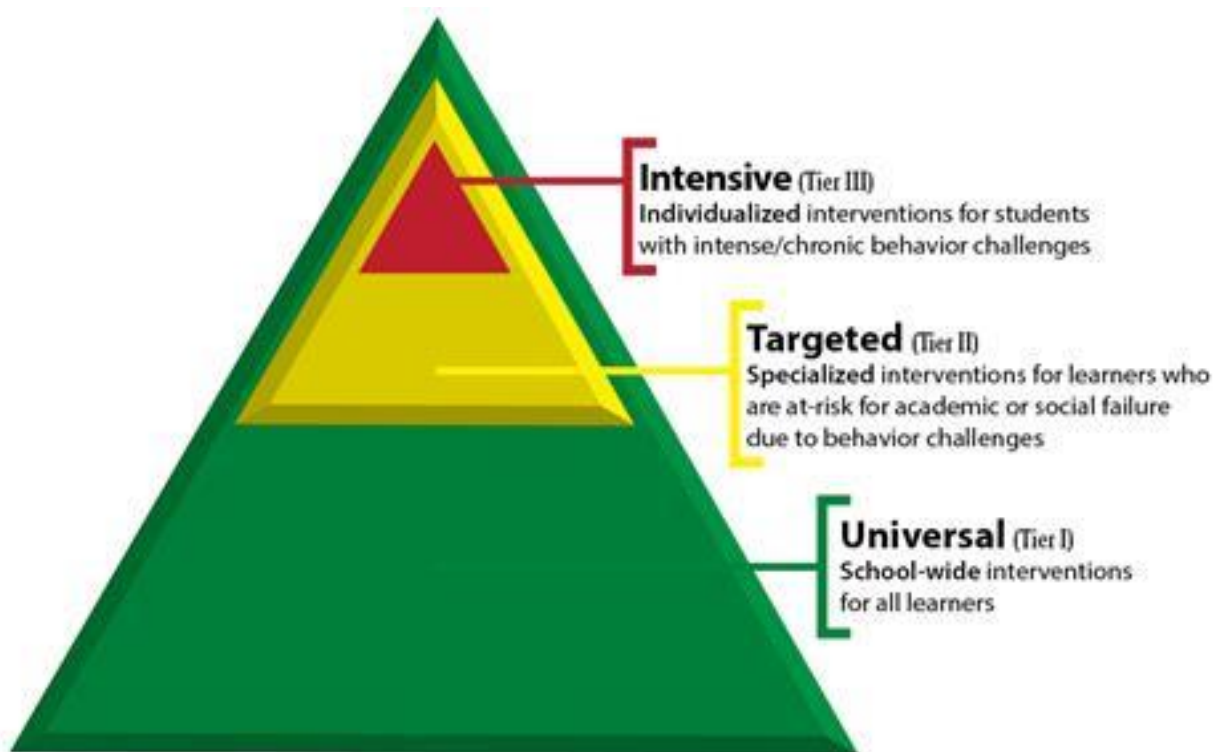 Intensive (Tier III)
Individualized interventions for students
with intense/chronic behavior challenges
Targeted (Tier II)
Specialized interventions for learners who
are at-risk for academic or social failure
due to behavior challenges
Universal (Tier I)
School-wide interventions
for all learners